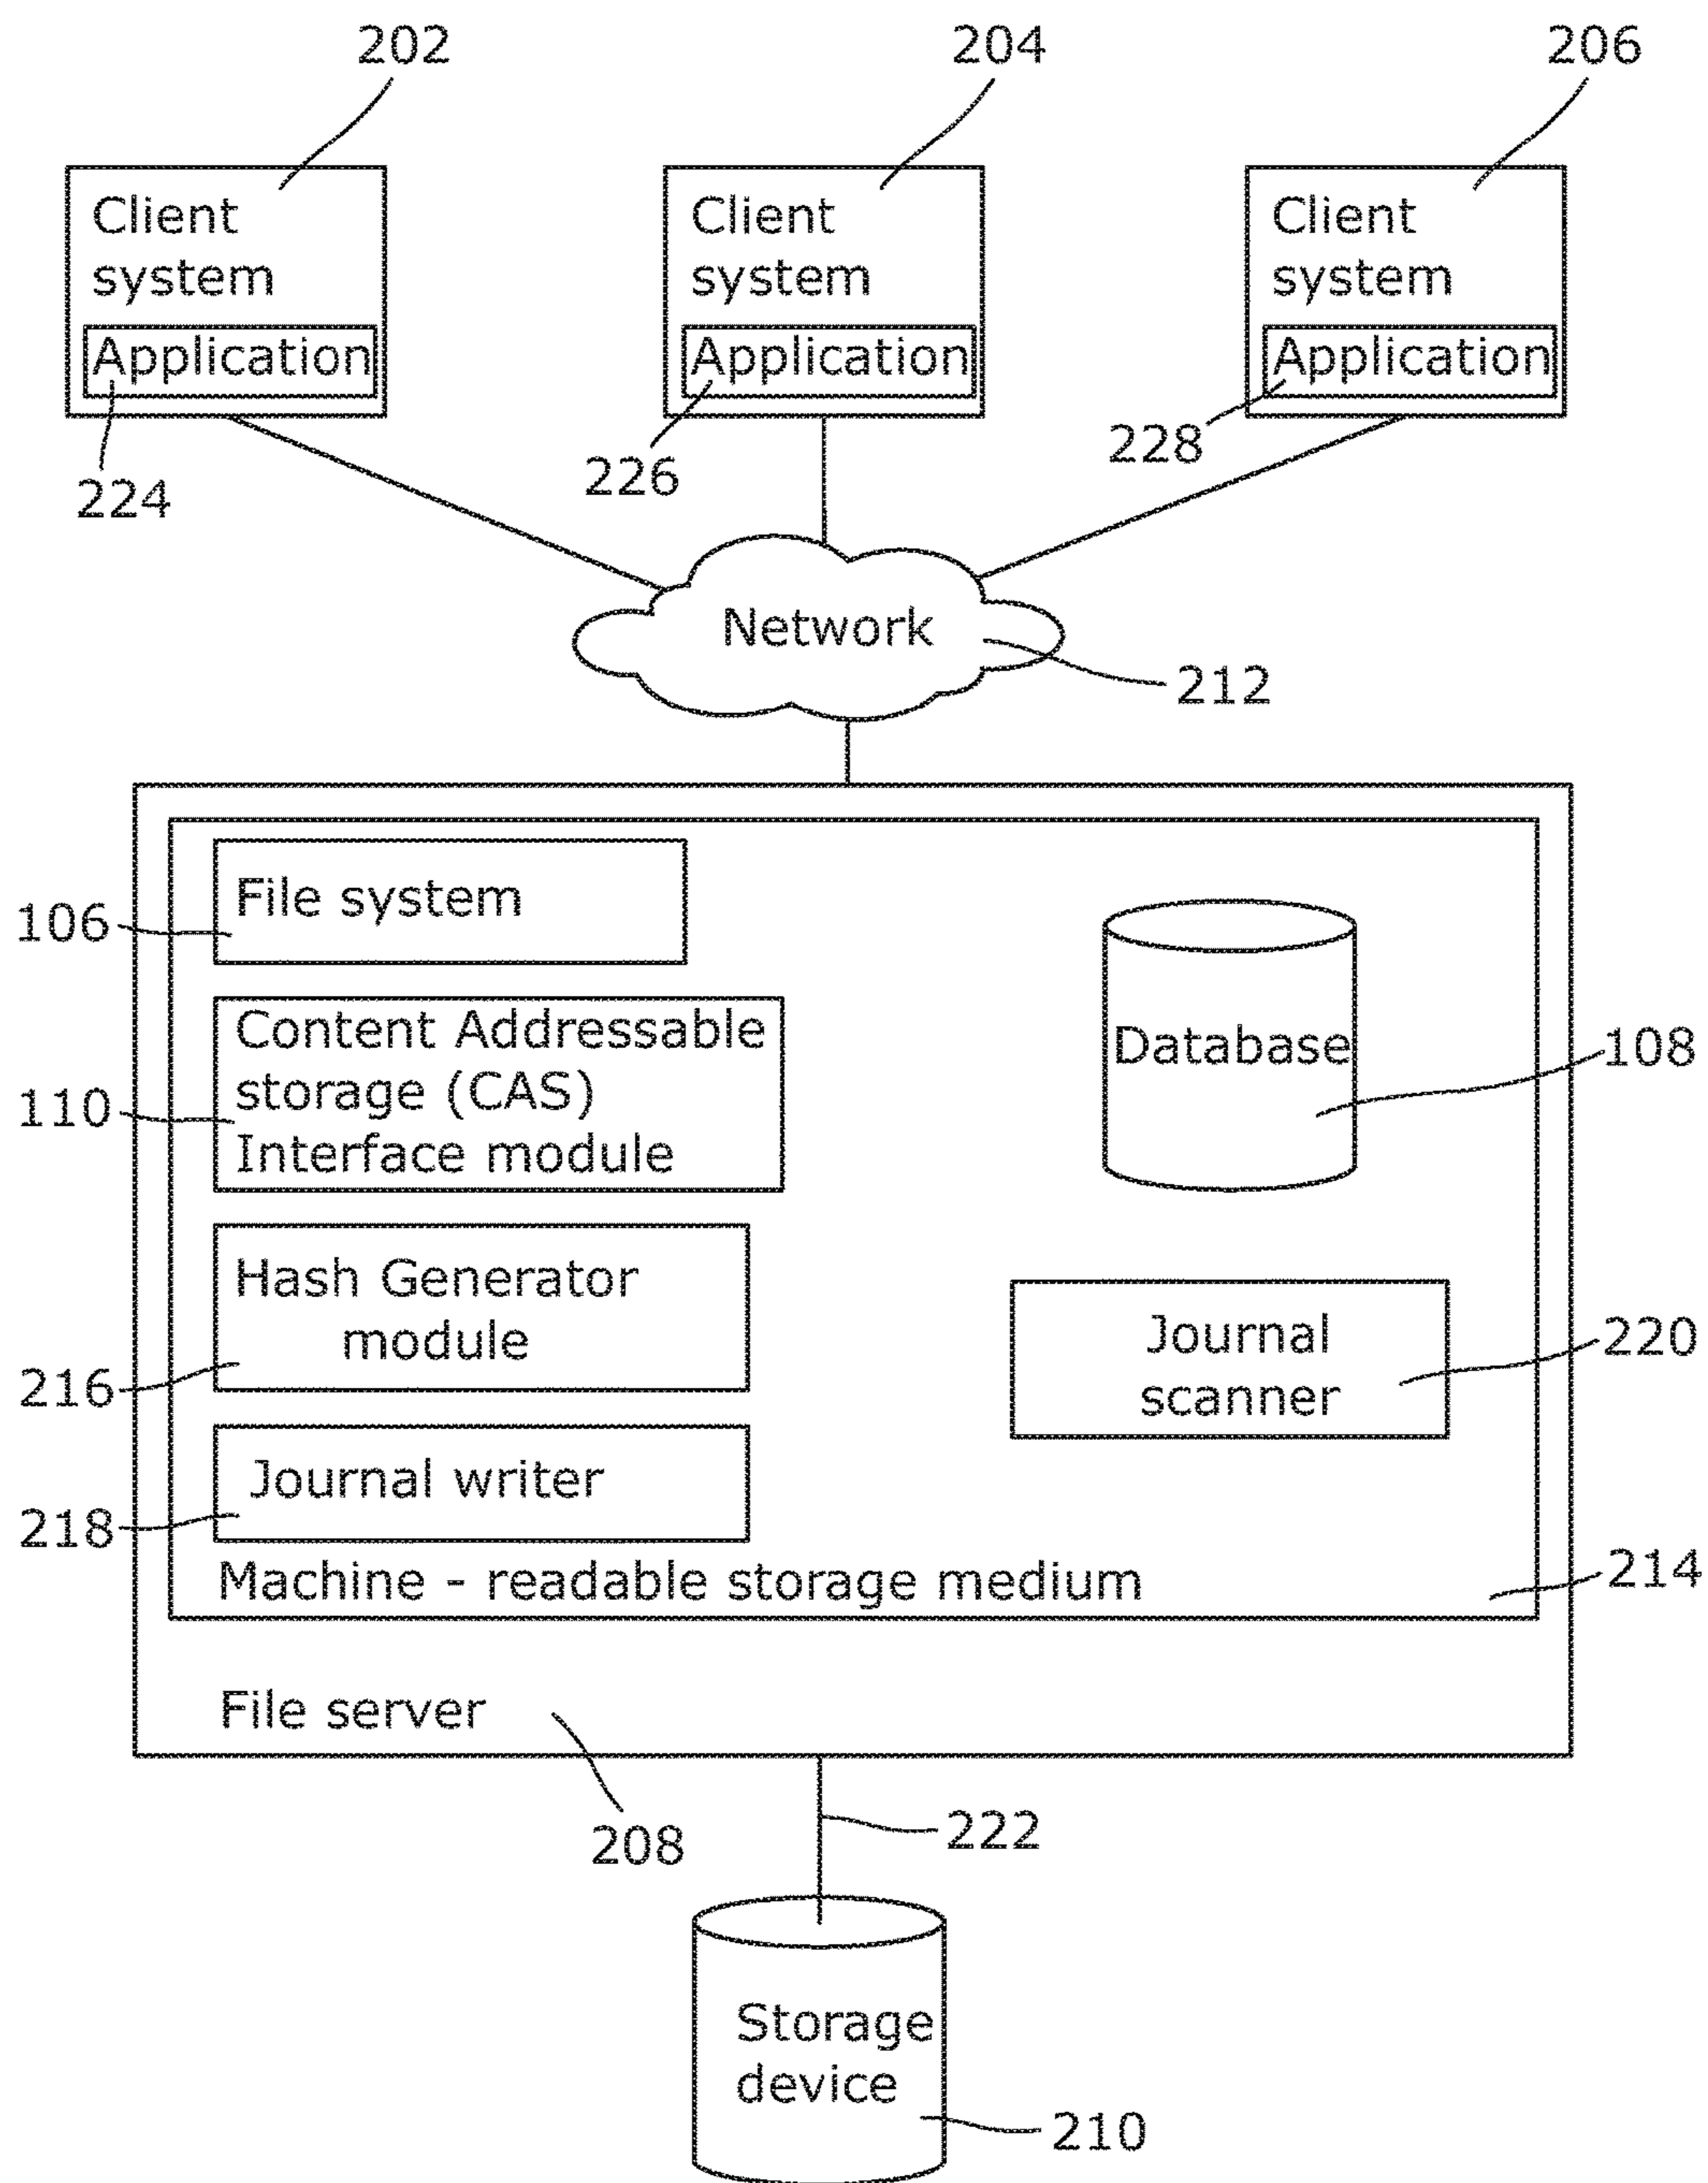 202
204
206
Client
system
Application
Client
system
Application
Client
system
Application
224
226
228
Network
212
File system
106
Content Addressable
storage (CAS)
Interface module
110
Database
108
Hash Generator
module
216
Journal
scanner
220
Journal writer
218
Machine - readable storage medium
214
File server
208
222
Storage
device
210